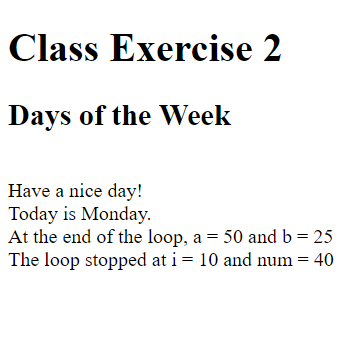 Class Exercise 2
Days of the Week
Have a nice day!
Today is Monday.
At the end of the loop, a = 50 and b = 25
The loop stopped at i = 10 and num = 40